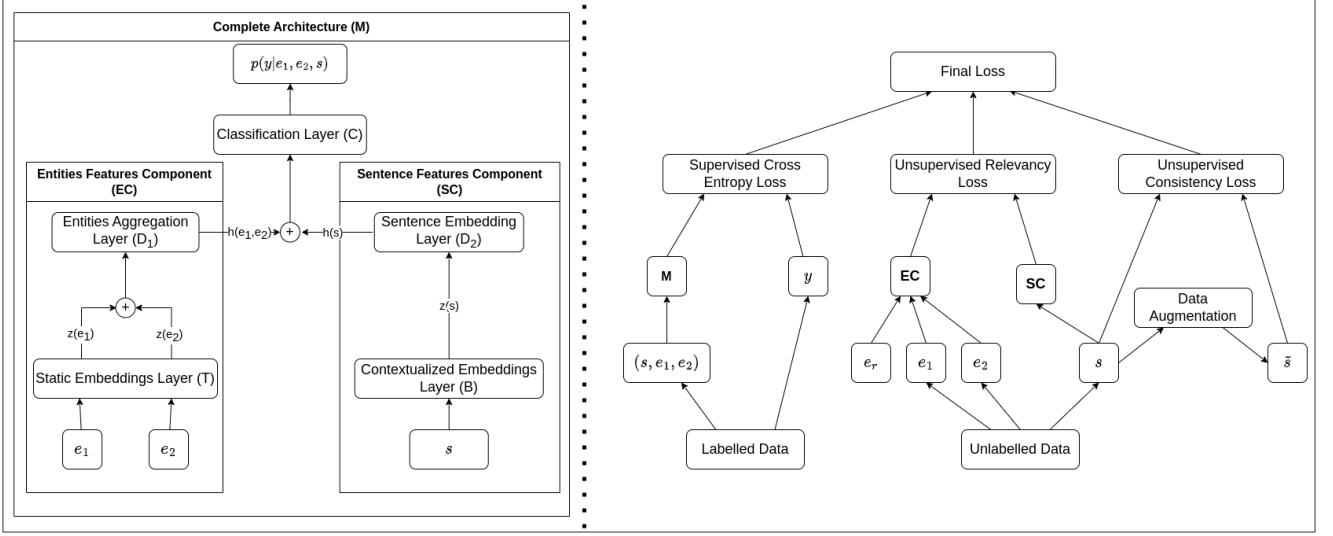 Complete Architecture (M)
p(y|e₁, e₂, s)
Classification Layer (C)
Entities Features Component
(EC)
Entities Aggregation
Layer (D₁)
h(e₁,e₂)
+
h(s)
+
z(e₁)
z(e₂)
Static Embeddings Layer (T)
e₁
e₂
Sentence Features Component
(SC)
Sentence Embedding
Layer (D₂)
z(s)
Contextualized Embeddings
Layer (B)
s
Final Loss
Supervised Cross
Entropy Loss
Unsupervised Relevancy
Loss
Unsupervised
Consistency Loss
M
y
EC
SC
Data
Augmentation
(s, e₁, e₂)
eᵣ
e₁
e₂
s
s̃
Labelled Data
Unlabelled Data